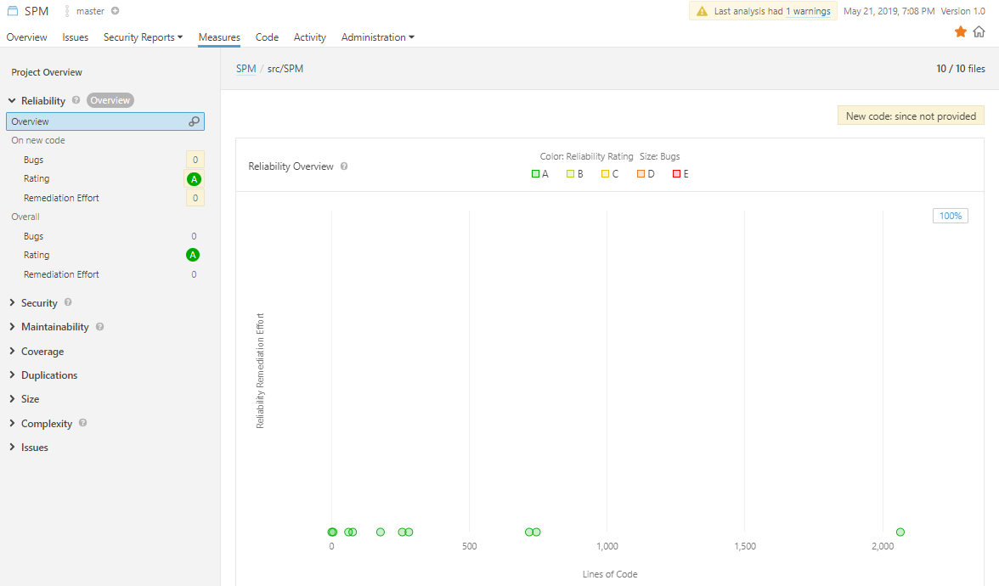 SPM master
Last analysis had 1 warnings May 21, 2019, 7:08 PM Version 1.0
Overview Issues Security Reports Measures Code Activity Administration
Project Overview
Reliability ? Overview
Overview
On new code
Bugs 0
Rating A
Remediation Effort 0
Overall
Bugs 0
Rating A
Remediation Effort 0
Security ?
Maintainability ?
Coverage
Duplications
Size
Complexity ?
Issues
SPM / src/SPM 10 / 10 files
New code: since not provided
Reliability Overview ?
Color: Reliability Rating Size: Bugs
A B C D E
100%
Reliability Remediation Effort
0 500 1,000 1,500 2,000
Lines of Code